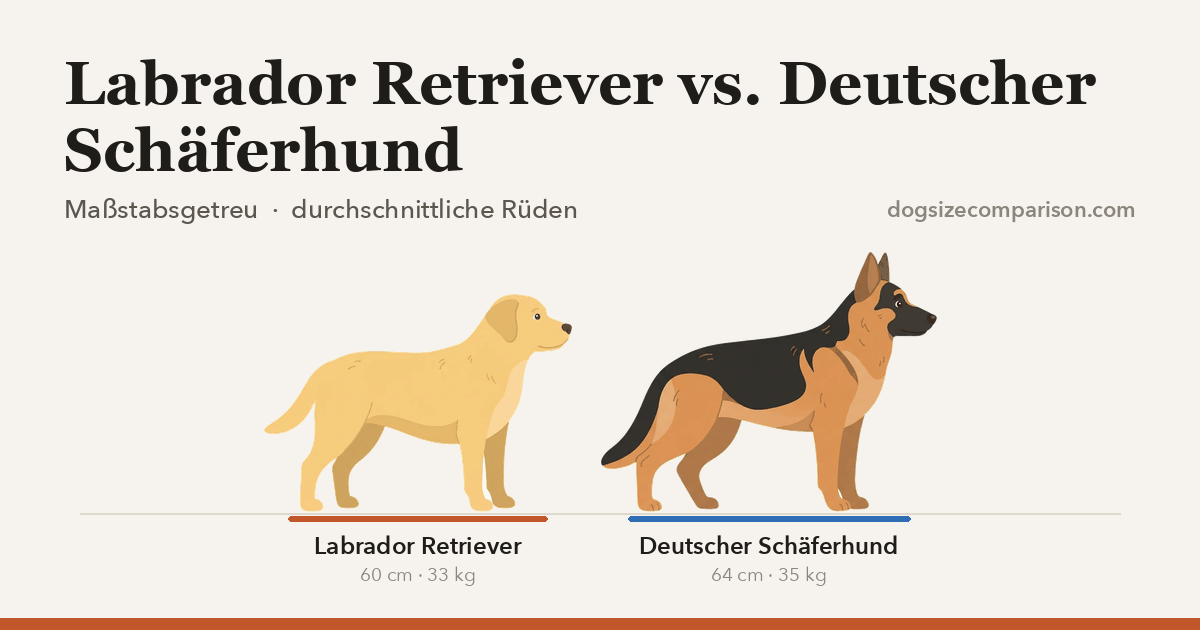 Labrador Retriever vs. Deutscher
Schäferhund
Maßstabsgetreu · durchschnittliche Rüden
dogsizecomparison.com
Labrador Retriever
60 cm · 33 kg
Deutscher Schäferhund
64 cm · 35 kg